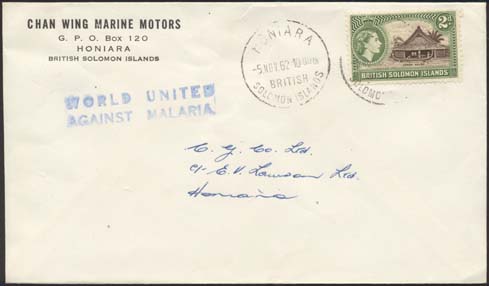 CHAN WING MARINE MOTORS
G. P. O. Box 120
HONIARA
BRITISH SOLOMON ISLANDS
WORLD UNITED
AGAINST MALARIA
HONIARA
-5 NOV. 62-
BRITISH
SOLOMON ISLANDS
2d
BRITISH SOLOMON ISLANDS
SOLOMO
C. Y. Co. Ltd.
c/- E. V. Lawson Ltd.
Honiara